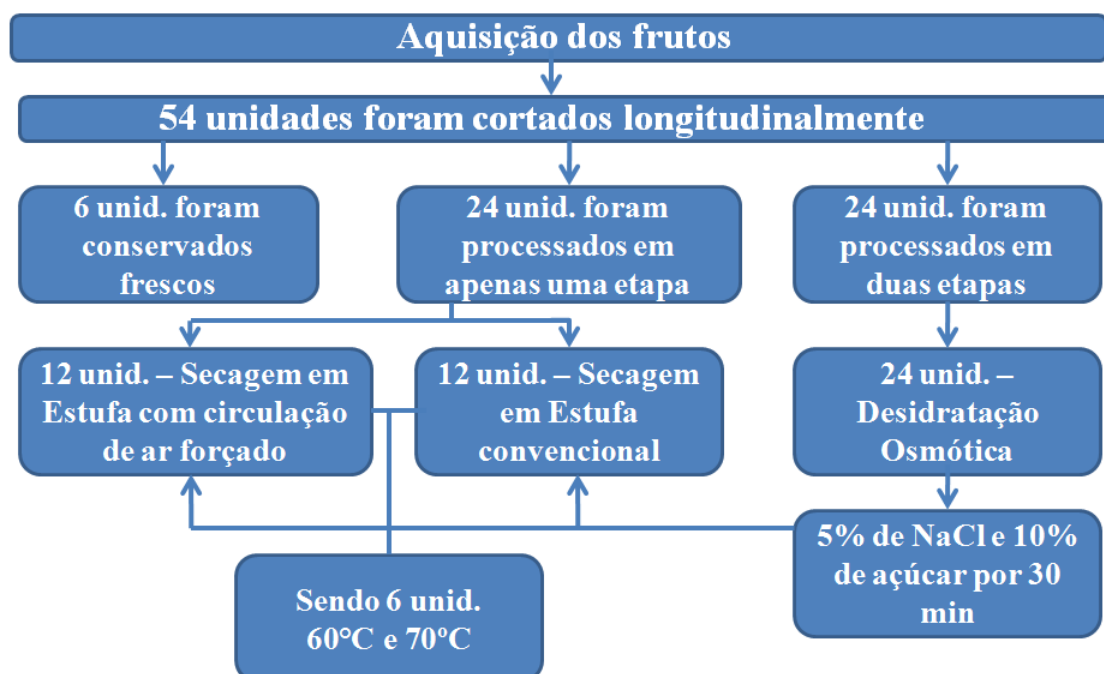 Aquisição dos frutos
54 unidades foram cortados longitudinalmente
6 unid. foram
conservados
frescos
24 unid. foram
processados em
apenas uma etapa
24 unid. foram
processados em
duas etapas
12 unid. – Secagem em
Estufa com circulação
de ar forçado
12 unid. – Secagem
em Estufa
convencional
24 unid. –
Desidratação
Osmótica
5% de NaCl e 10%
de açúcar por 30
min
Sendo 6 unid.
60°C e 70ºC